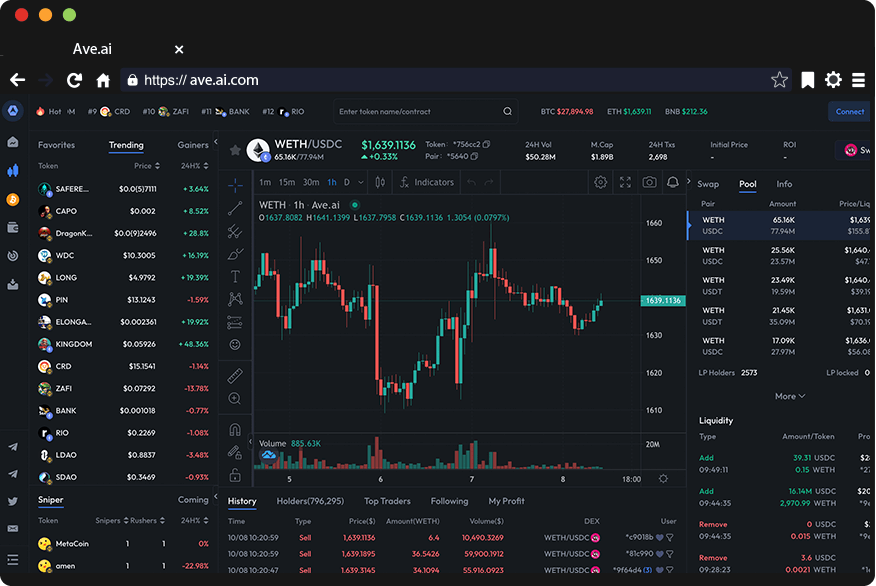 Ave.ai ×
https:// ave.ai.com
Hot M #9 CRD #10 ZAFI #11 BANK #12 RIO Enter token name/contract BTC $27,894.98 ETH $1,639.11 BNB $212.36 Connect
Favorites Trending Gainers
Token Price 24H%
SAFERE... $0.0{5}7111 + 3.64%
CAPO $0.002 + 8.52%
DragonK... $0.0{9}2496 + 28.8%
WDC $10.3005 + 16.19%
LONG $4.9792 + 19.39%
PIN $13.1243 -1.59%
ELONGA... $0.002361 + 19.92%
KINGDOM $0.05926 + 48.36%
CRD $15.1541 -1.14%
ZAFI $0.07292 -13.78%
BANK $0.001018 -0.77%
RIO $0.2269 -1.08%
LDAO $0.8837 -3.48%
SDAO $0.3469 -0.93%
Sniper Coming
Token Snipers Rushers 24H%
MetaCoin 1 1 0%
amen 1 1 -22.98%
WETH/USDC
65.16K/77.94M
$1,639.1136
+0.33%
Token: *756cc2
Pair: *5640
24H Vol M.Cap 24H Txs Initial Price ROI
$50.28M $1.89B 2,698 - -
Sw
1m 15m 30m 1h D Indicators
WETH · 1h · Ave.ai
O1637.8082 H1641.1399 L1637.7958 C1639.1136 1.3054 (0.0797%)
1660
1650
1639.1136
1630
1620
1610
Volume 885.63K
20M
5 6 7 8 18:00
Swap Pool Info
Pair Amount Price/Liq
WETH 65.16K $1,639
USDC 77.94M $155.8
WETH 25.56K $1,640.
USDC 23.57M $47.
WETH 23.49K $1,640.
USDT 19.59M $39.19
WETH 21.45K $1,631.
USDT 35.09M $70.19
WETH 17.09K $1,636.
USDC 27.97M $56.08
LP Holders 2573 LP locked 0
More
Liquidity
Type Amount/Token Pro
Add 39.31 USDC $2
09:49:11 0.15 WETH *27
Add 16.14M USDC $20
09:44:35 2,970.99 WETH
Remove 0 USDC
09:44:35 0.015 WETH
Remove 3.6 USDC
09:28:23 0.0021 WETH
History Holders(796,295) Top Traders Following My Profit
Time Type Price($) Amount(WETH) Volume($) DEX User
10/08 10:20:59 Sell 1,639.1136 6.4 10,490.3269 WETH/USDC *c9018b
10/08 10:20:59 Sell 1,639.1895 36.5426 59,900.1912 WETH/USDC *81c990
10/08 10:20:47 Sell 1,639.3145 34.1094 55,916.0923 WETH/USDC *9f64d4 (3)